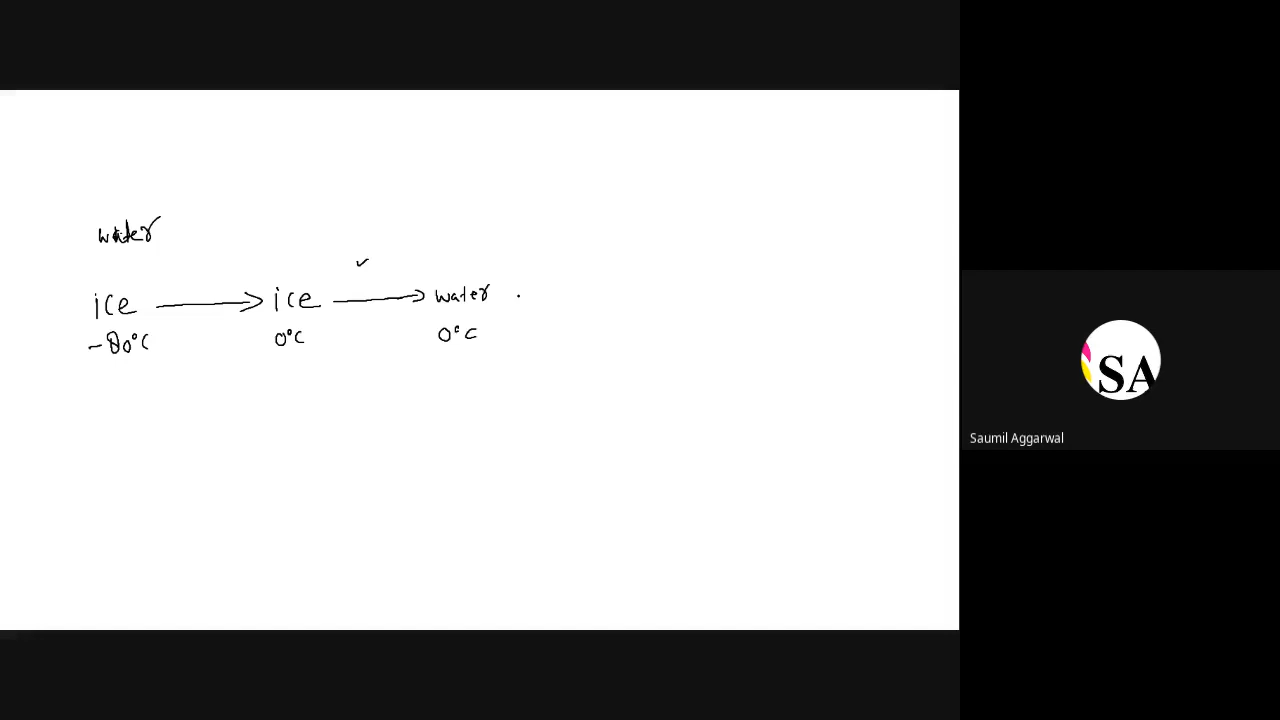 water
ice → ice → water .
-80°C 0°C 0°C
SA
Saumil Aggarwal